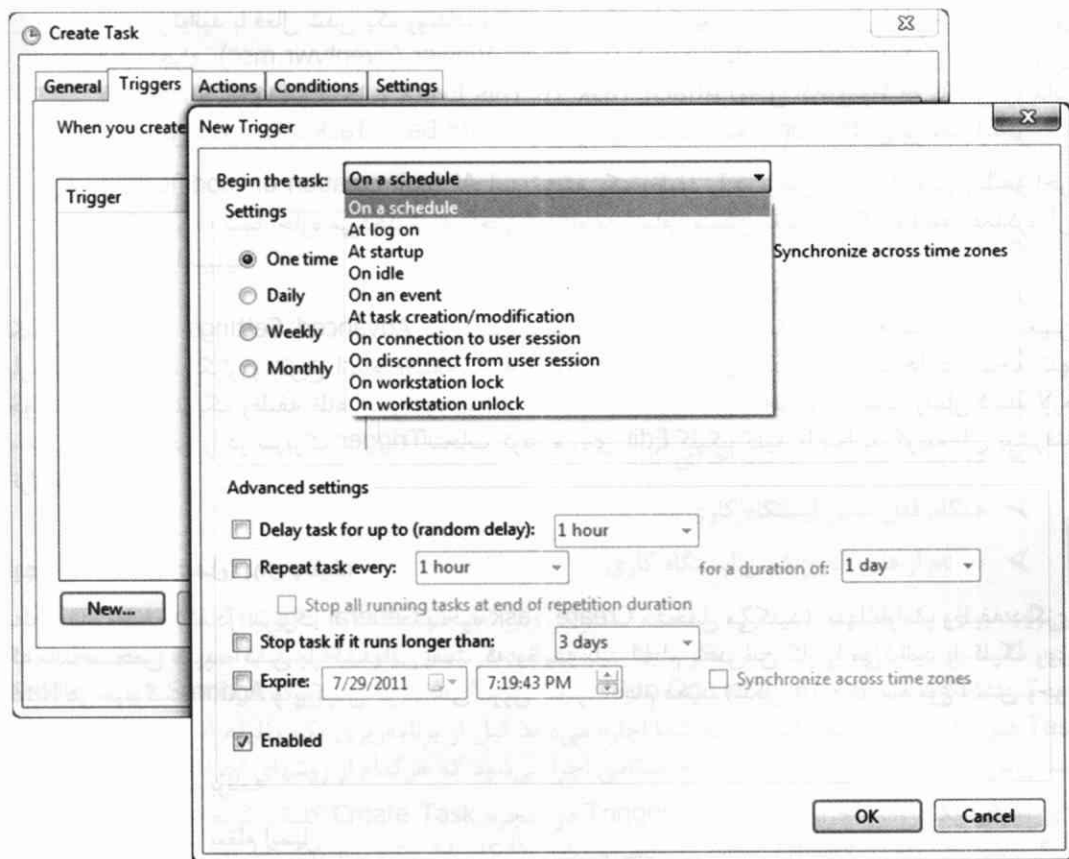 Create Task
General Triggers Actions Conditions Settings
When you create
Trigger
New...
New Trigger
Begin the task: On a schedule
On a schedule
At log on
At startup
On idle
On an event
At task creation/modification
On connection to user session
On disconnect from user session
On workstation lock
On workstation unlock
Settings
One time
Daily
Weekly
Monthly
Synchronize across time zones
Advanced settings
Delay task for up to (random delay): 1 hour
Repeat task every: 1 hour for a duration of: 1 day
Stop all running tasks at end of repetition duration
Stop task if it runs longer than: 3 days
Expire: 7/29/2011 7:19:43 PM Synchronize across time zones
Enabled
OK Cancel